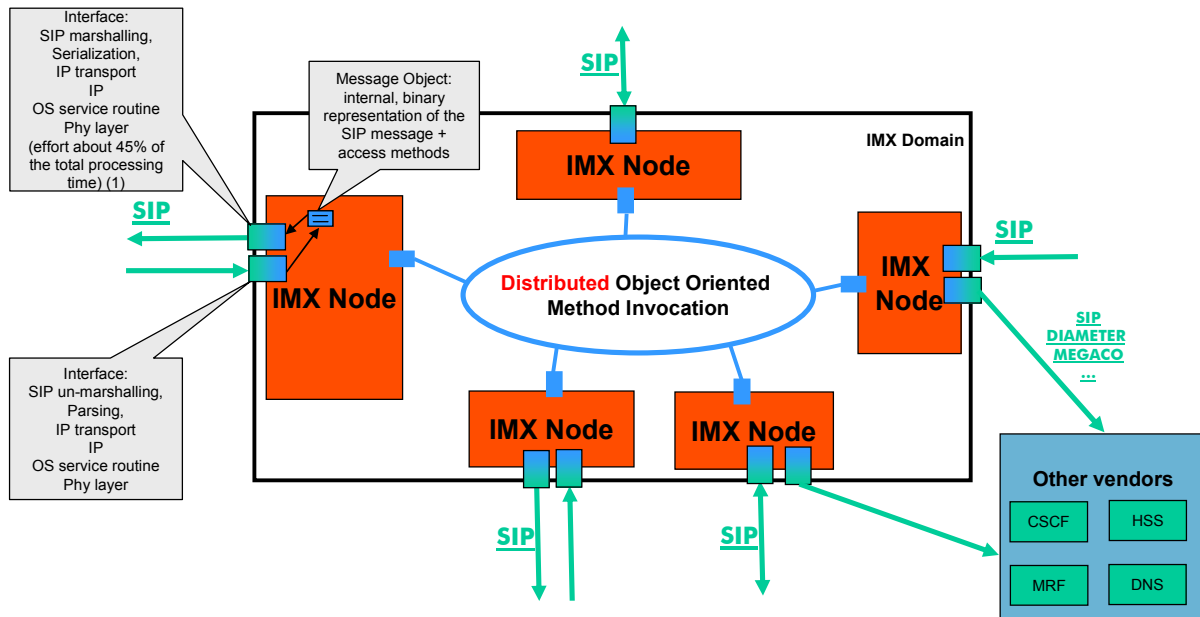 Interface:
SIP marshalling,
Serialization,
IP transport
IP
OS service routine
Phy layer
(effort about 45% of
the total processing
time) (1)
Message Object:
internal, binary
representation of the
SIP message +
access methods
SIP
IMX Domain
IMX Node
SIP
IMX Node
SIP
IMX
Node
Distributed Object Oriented
Method Invocation
SIP
DIAMETER
MEGACO
...
Interface:
SIP un-marshalling,
Parsing,
IP transport
IP
OS service routine
Phy layer
IMX Node
IMX Node
SIP
SIP
Other vendors
CSCF
HSS
MRF
DNS